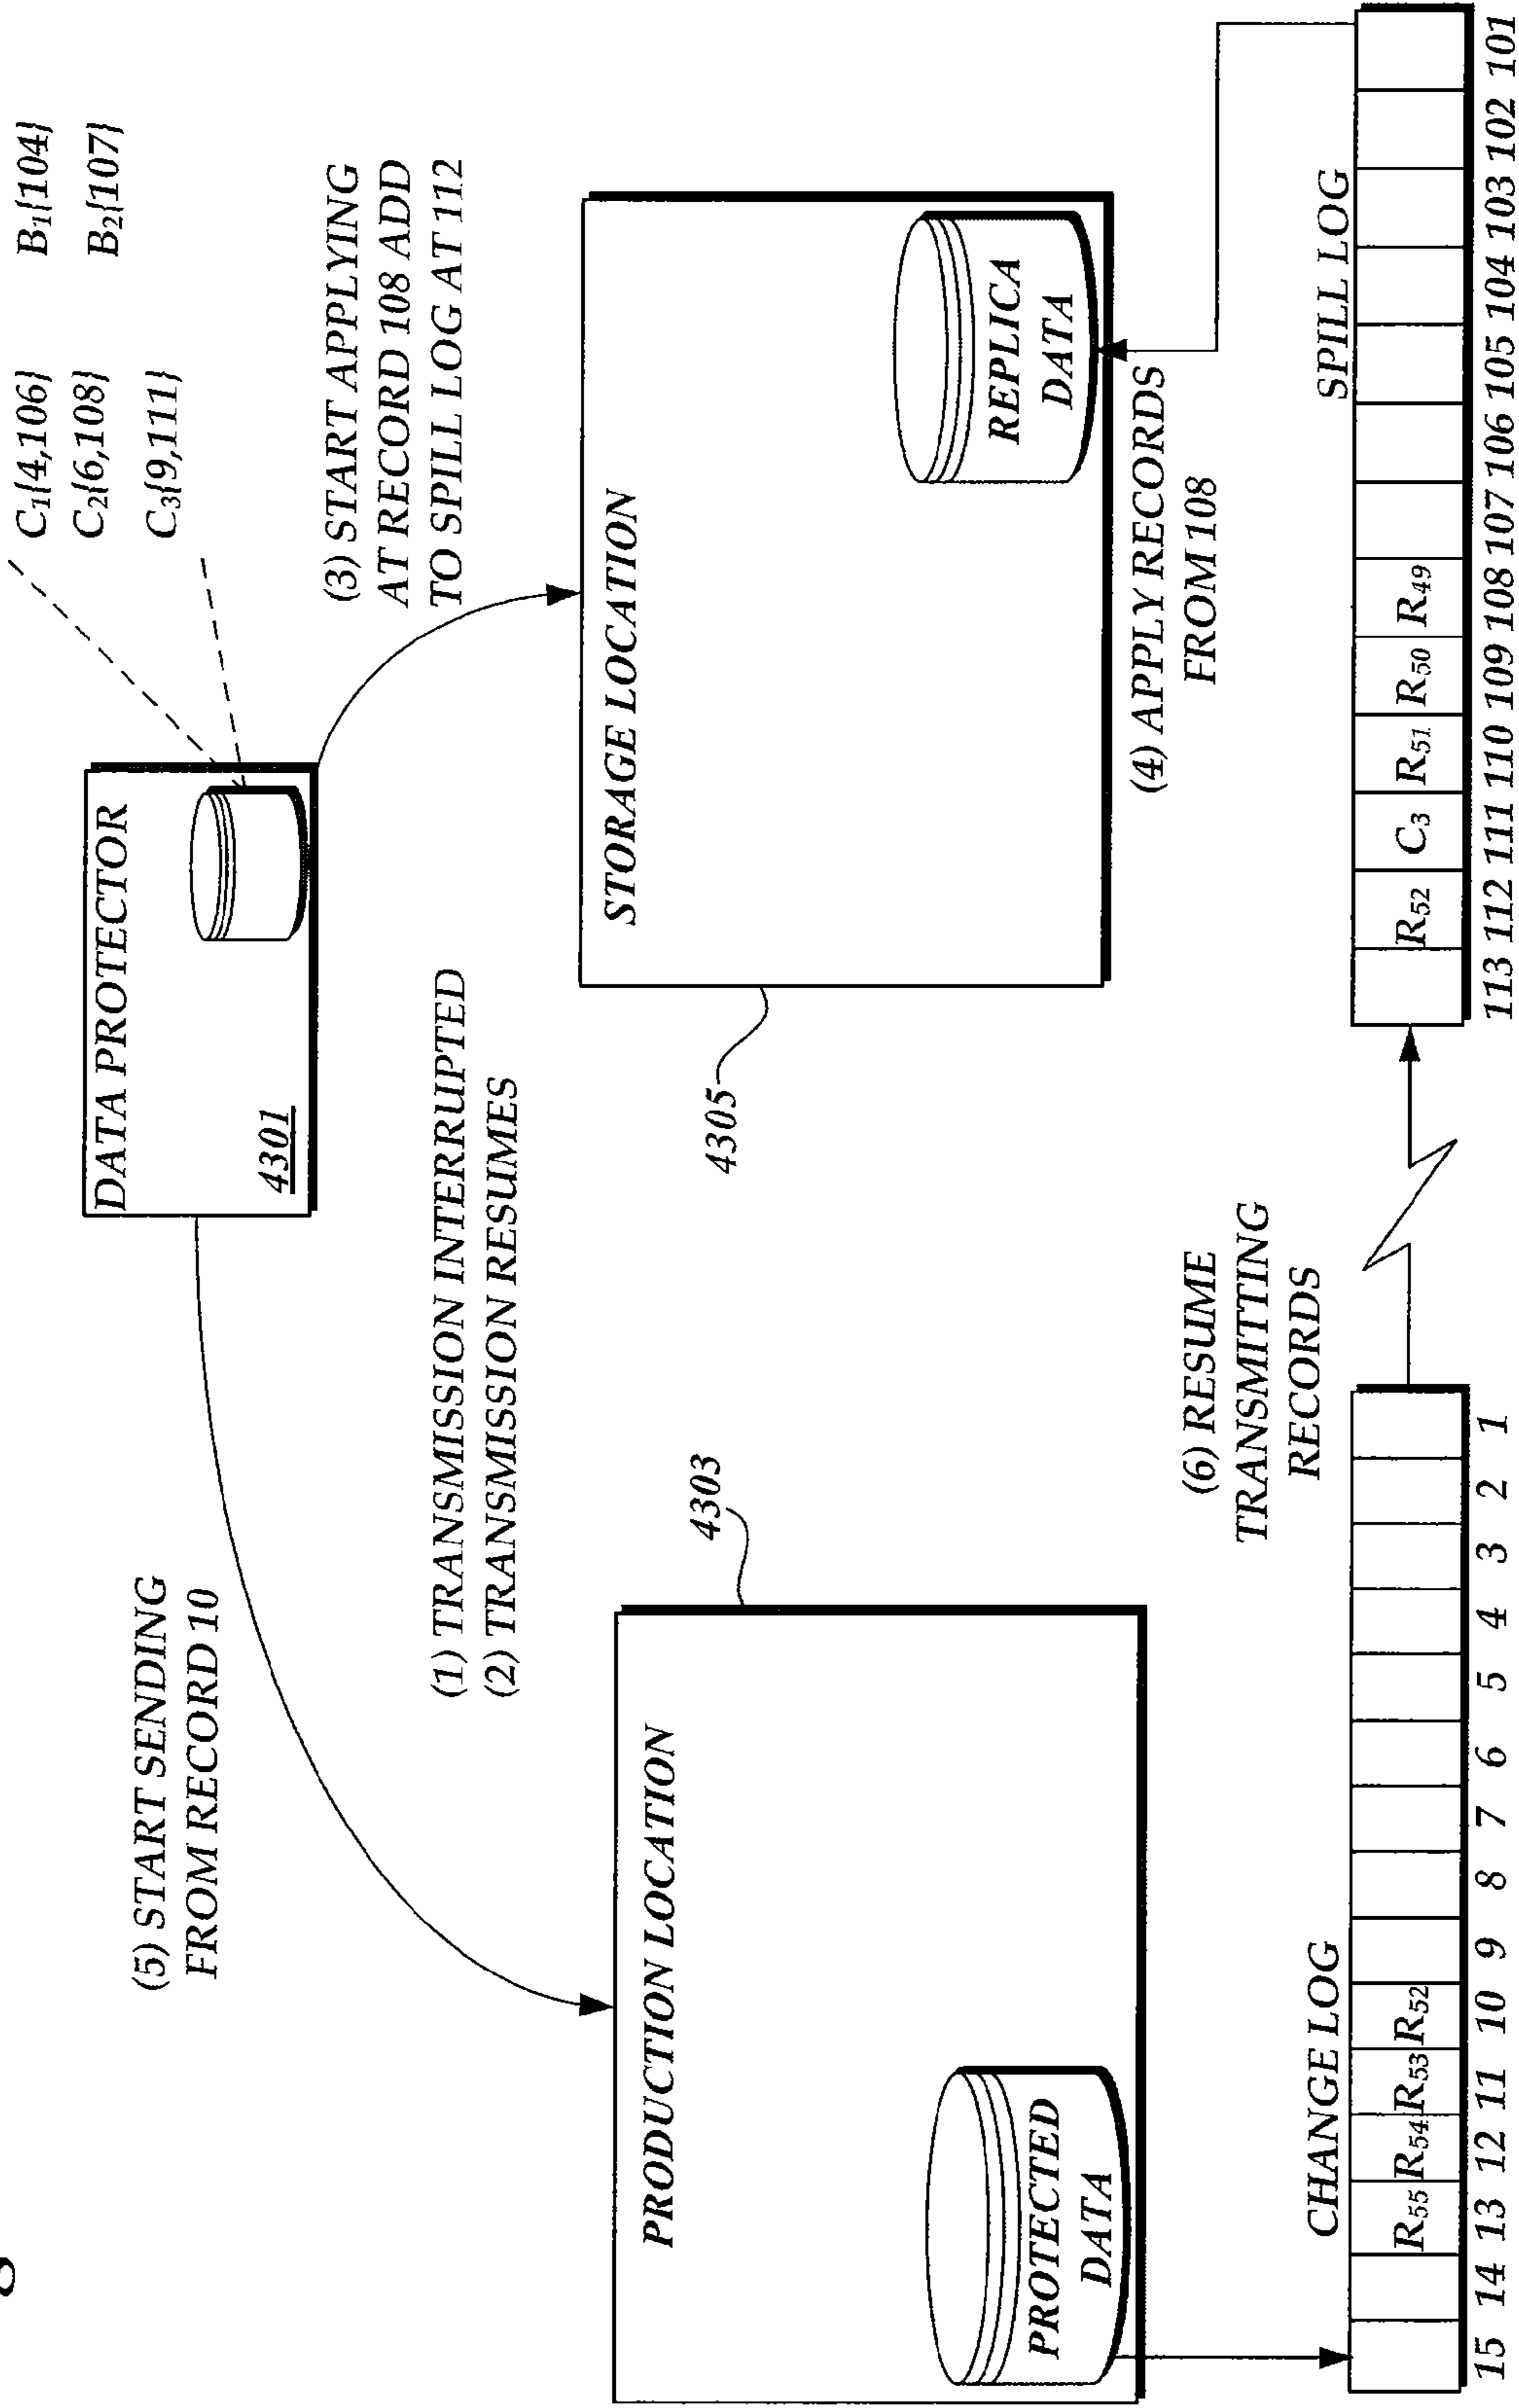 C₁{4,106} B₁{104}
C₂{6,108} B₂{107}
C₃{9,111}
DATA PROTECTOR
4301
(5) START SENDING
FROM RECORD 10
(3) START APPLYING
AT RECORD 108 ADD
TO SPILL LOG AT 112
(1) TRANSMISSION INTERRUPTED
(2) TRANSMISSION RESUMES
PRODUCTION LOCATION
4303
4305
STORAGE LOCATION
PROTECTED
DATA
REPLICA
DATA
(4) APPLY RECORDS
FROM 108
(6) RESUME
TRANSMITTING
RECORDS
CHANGE LOG
R₅₅ R₅₄ R₅₃ R₅₂
15 14 13 12 11 10 9 8 7 6 5 4 3 2 1
SPILL LOG
R₅₂ C₃ R₅₁ R₅₀ R₄₉
113 112 111 110 109 108 107 106 105 104 103 102 101